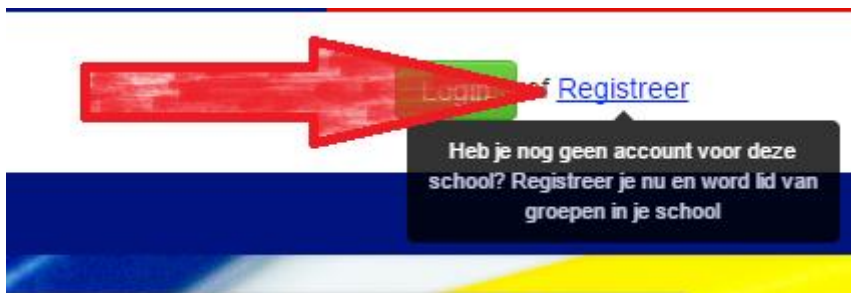 Login of Registreer
Heb je nog geen account voor deze
school? Registreer je nu en word lid van
groepen in je school